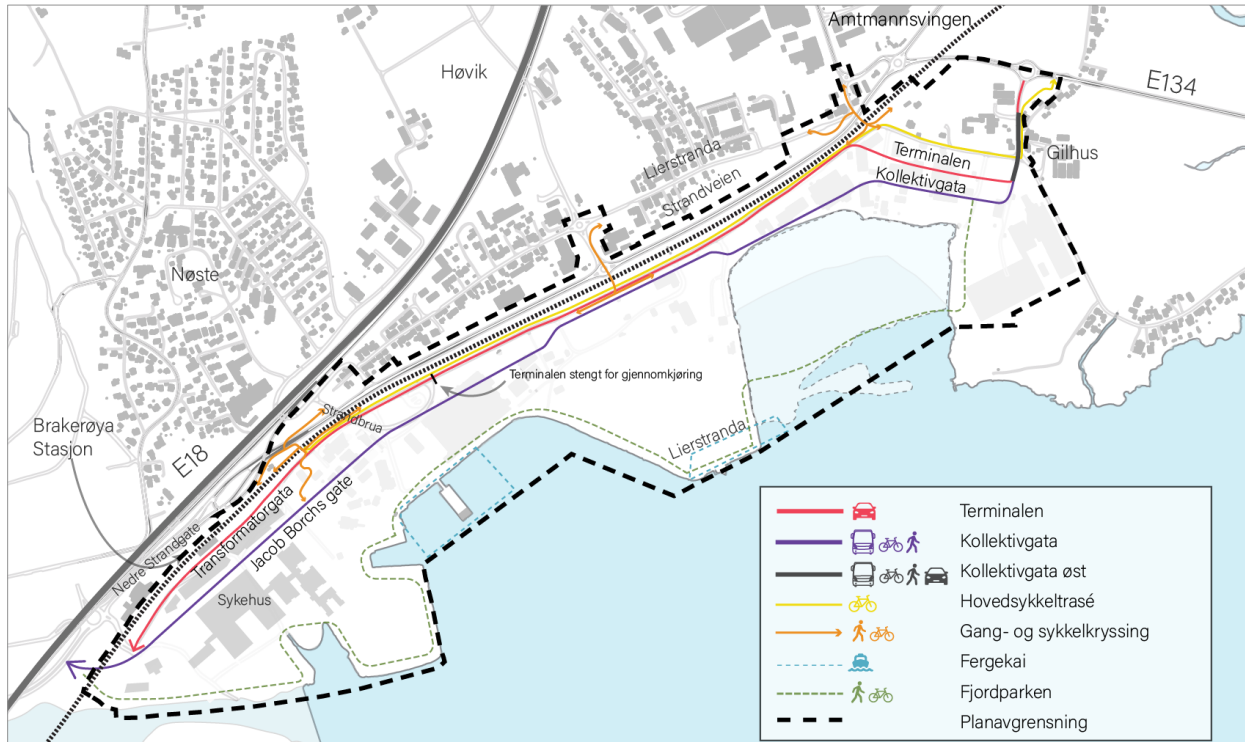 Amtmannsvingen
Høvik
E134
Lierstranda
Terminalen
Gilhus
Strandveien
Kollektivgata
Nøste
Terminalen stengt for gjennomkjøring
Strandbrua
Brakerøya
Stasjon
Lierstranda
E18
Transformatorgata
Jacob Borchs gate
Nedre Strandgate
Sykehus
Terminalen
Kollektivgata
Kollektivgata øst
Hovedsykkeltrasé
Gang- og sykkelkryssing
Fergekai
Fjordparken
Planavgrensning